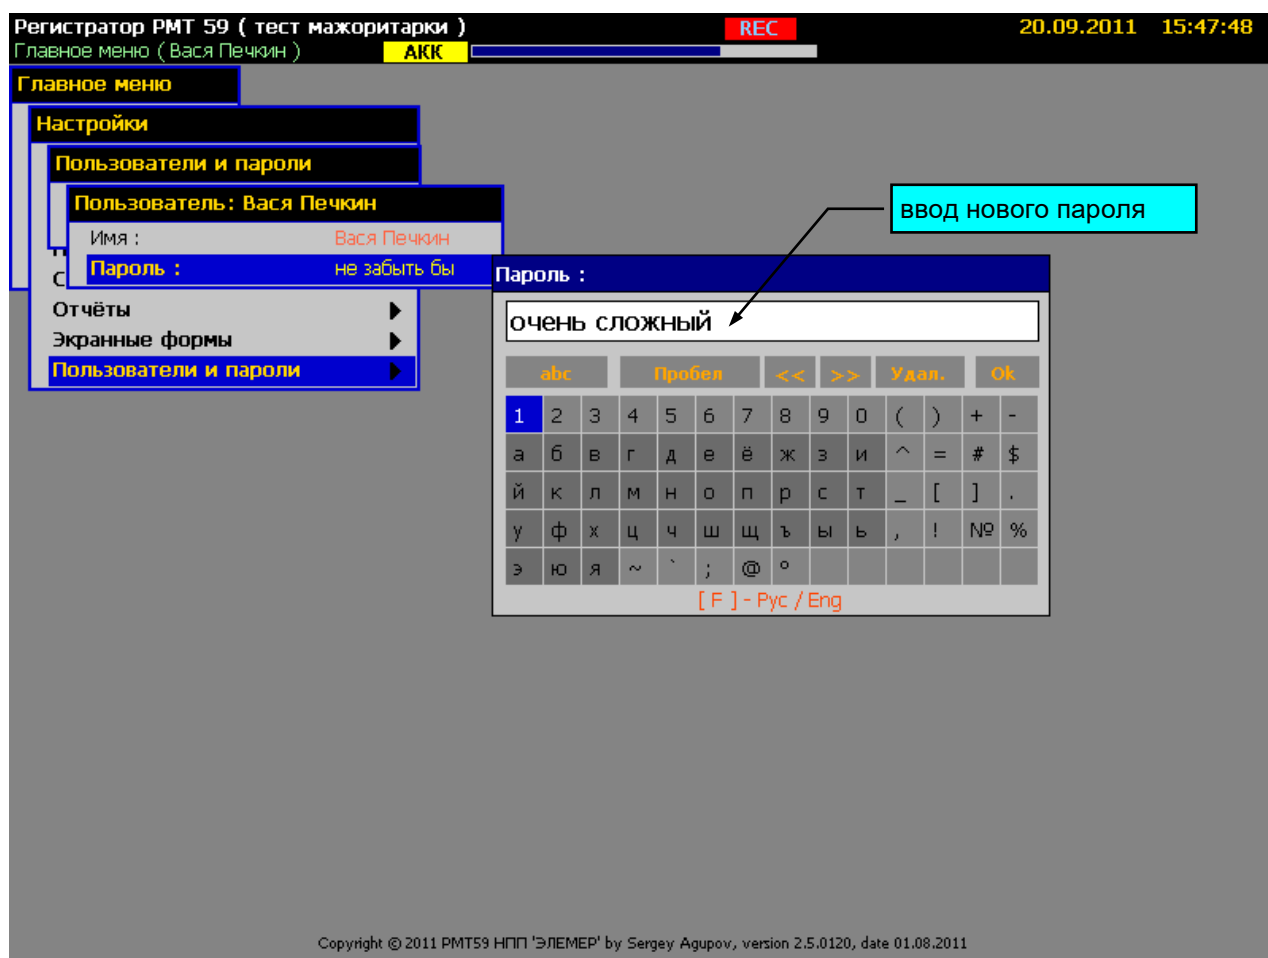 Регистратор РМТ 59 ( тест мажоритарки )
REC
20.09.2011 15:47:48
Главное меню ( Вася Печкин )
АКК
Главное меню
Настройки
Пользователи и пароли
Пользователь: Вася Печкин
ввод нового пароля
Имя : Вася Печкин
Пароль : не забыть бы
Пароль :
Отчёты
очень сложный
Экранные формы
Пользователи и пароли
abc Пробел << >> Удал. Ok
1 2 3 4 5 6 7 8 9 0 ( ) + -
а б в г д е ё ж з и ^ = # $
й к л м н о п р с т _ [ ] .
у ф х ц ч ш щ ъ ы ь , ! № %
э ю я ~ ` ; @ °
[ F ] - Рус / Eng
Copyright © 2011 РМТ59 НПП 'ЭЛЕМЕР' by Sergey Agupov, version 2.5.0120, date 01.08.2011